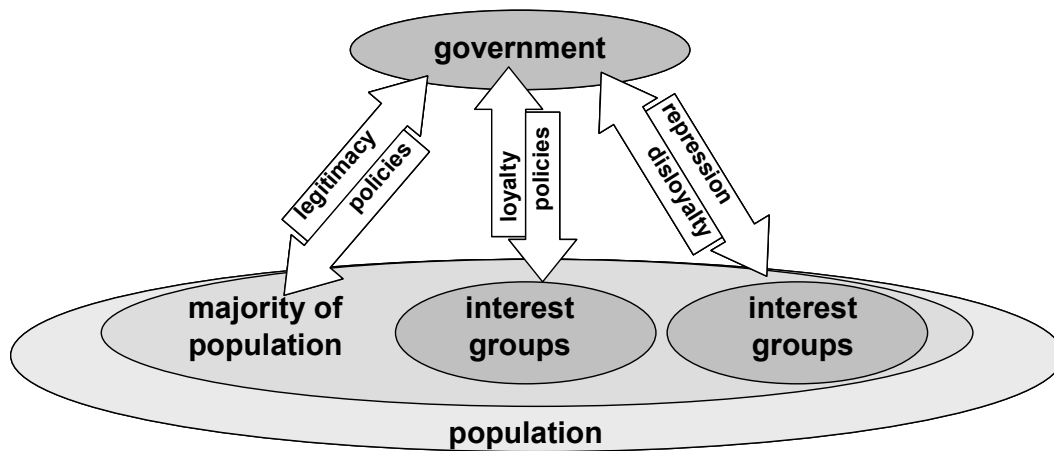 government
legitimacy
policies
loyalty
policies
repression
disloyalty
majority of
population
interest
groups
interest
groups
population